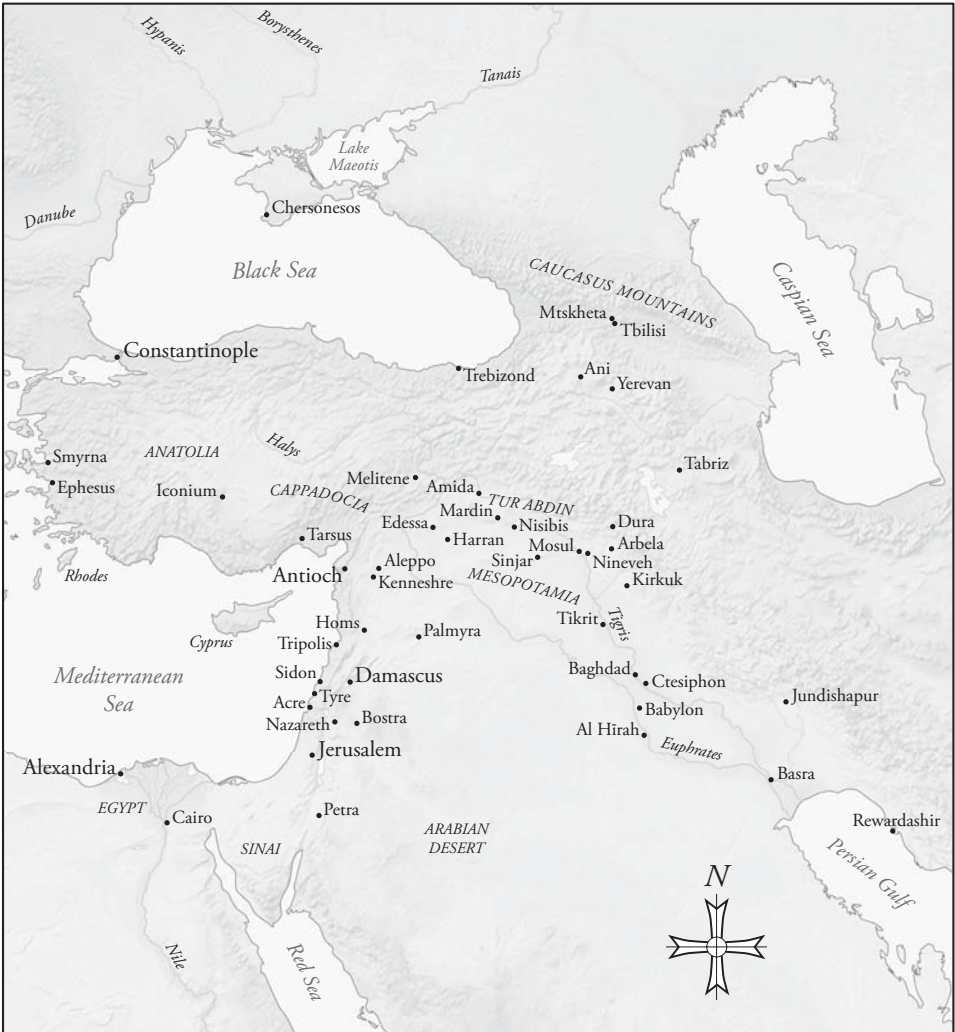 Hypanis
Borysthenes
Tanais
Lake
Maeotis
Danube
Chersonesos
Black Sea
CAUCASUS MOUNTAINS
Caspian Sea
Mtskheta
Tbilisi
Constantinople
Trebizond
Ani
Yerevan
Halys
ANATOLIA
Smyrna
Ephesus
Iconium
CAPPADOCIA
Melitene
Amida
TUR ABDIN
Mardin
Tabriz
Edessa
Nisibis
Dura
Harran
Tarsus
Mosul
Arbela
Sinjar
Nineveh
Aleppo
Antioch
Kenneshre
MESOPOTAMIA
Kirkuk
Rhodes
Cyprus
Homs
Palmyra
Tikrit
Tigris
Tripolis
Mediterranean
Sea
Sidon
Damascus
Baghdad
Ctesiphon
Tyre
Acre
Jundishapur
Nazareth
Bostra
Babylon
Al Hīrah
Jerusalem
Euphrates
Alexandria
Basra
EGYPT
Cairo
Petra
Rewardashir
SINAI
ARABIAN
DESERT
Persian Gulf
N
Nile
Red Sea